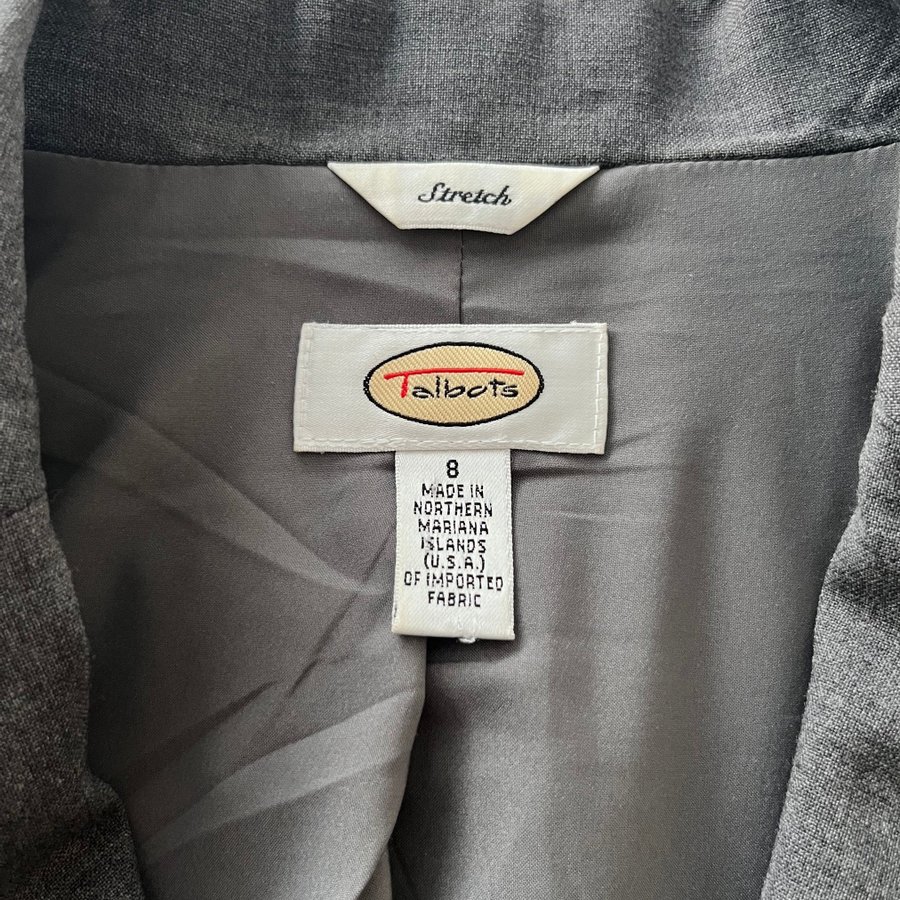 Stretch
Talbots
8
MADE IN
NORTHERN
MARIANA
ISLANDS
(U.S.A.)
OF IMPORTED
FABRIC